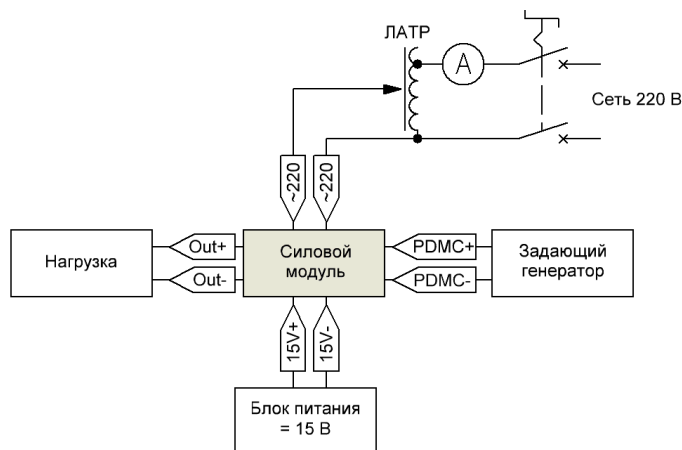 ЛАТР
А
Сеть 220 В
~220
~220
Нагрузка
Out+
Out-
Силовой
модуль
PDMC+
PDMC-
Задающий
генератор
15V+
15V-
Блок питания
= 15 В